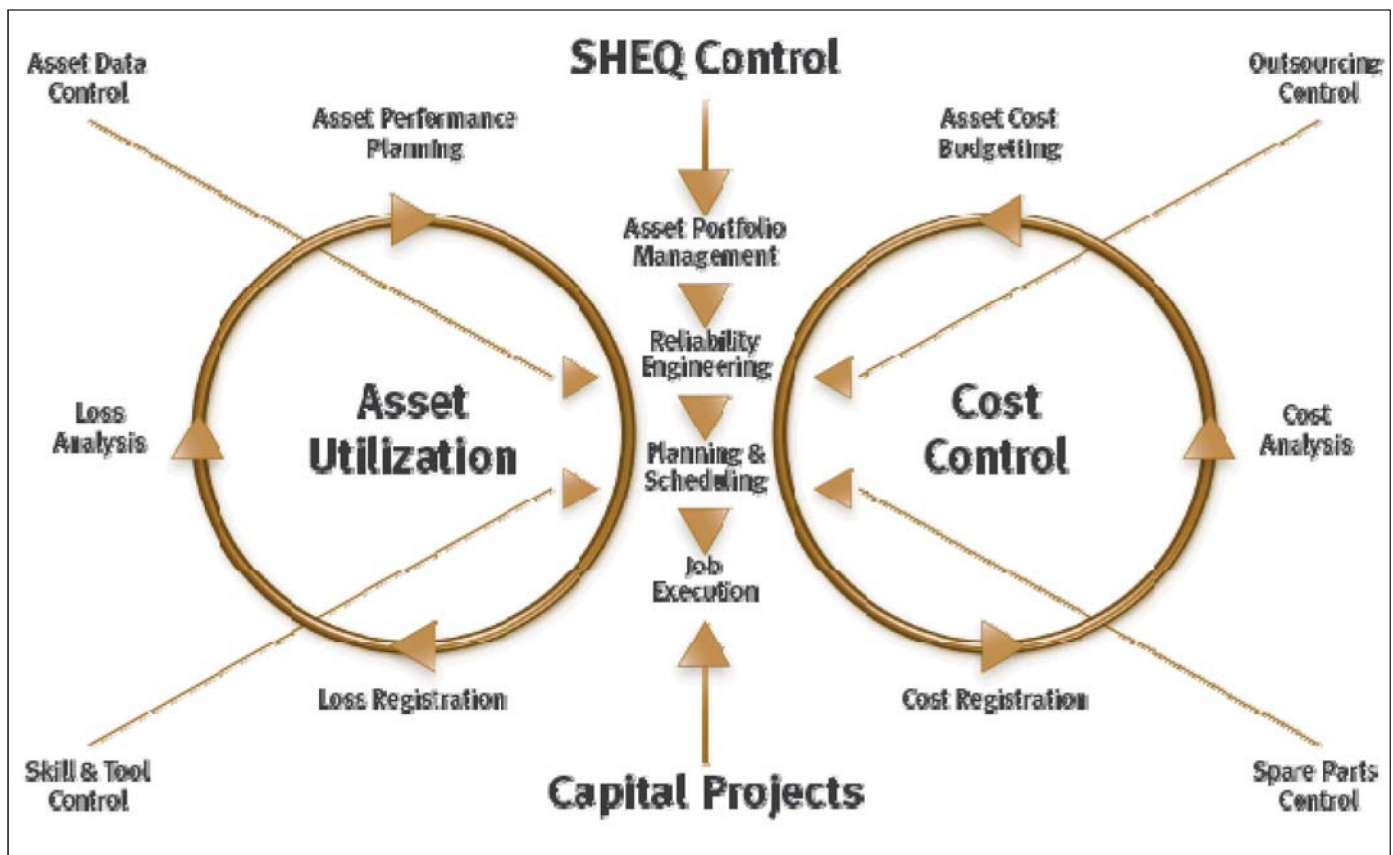 SHEQ Control
Asset Data
Control
Outsourcing
Control
Asset Performance
Planning
Asset Cost
Budgetting
Asset Portfolio
Management
Reliability
Engineering
Asset
Utilization
Cost
Control
Loss
Analysis
Cost
Analysis
Planning &
Scheduling
Job
Execution
Loss Registration
Cost Registration
Skill & Tool
Control
Capital Projects
Spare Parts
Control